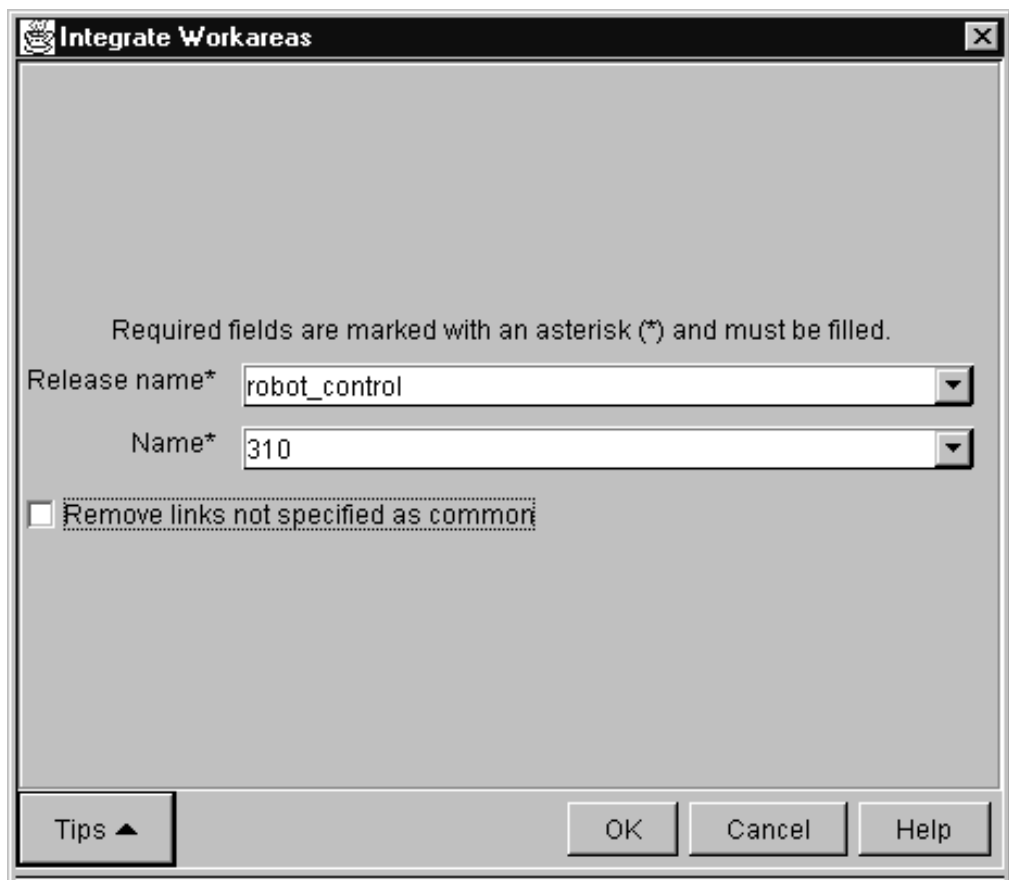 Integrate Workareas
Required fields are marked with an asterisk (*) and must be filled.
Release name* robot_control
Name* 310
Remove links not specified as common
Tips OK Cancel Help